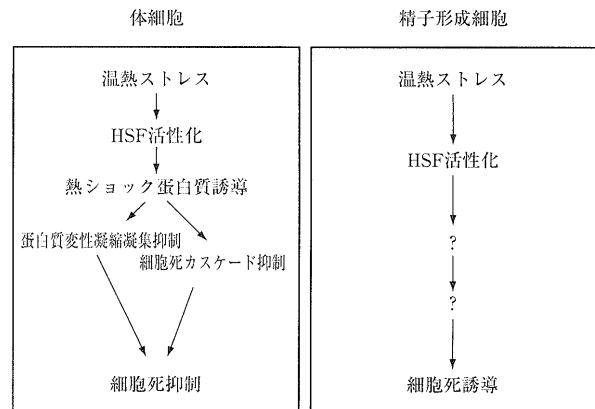 体細胞
温熱ストレス
HSF活性化
熱ショック蛋白質誘導
蛋白質変性凝縮凝集抑制
細胞死カスケード抑制
細胞死抑制
精子形成細胞
温熱ストレス
HSF活性化
?
?
細胞死誘導